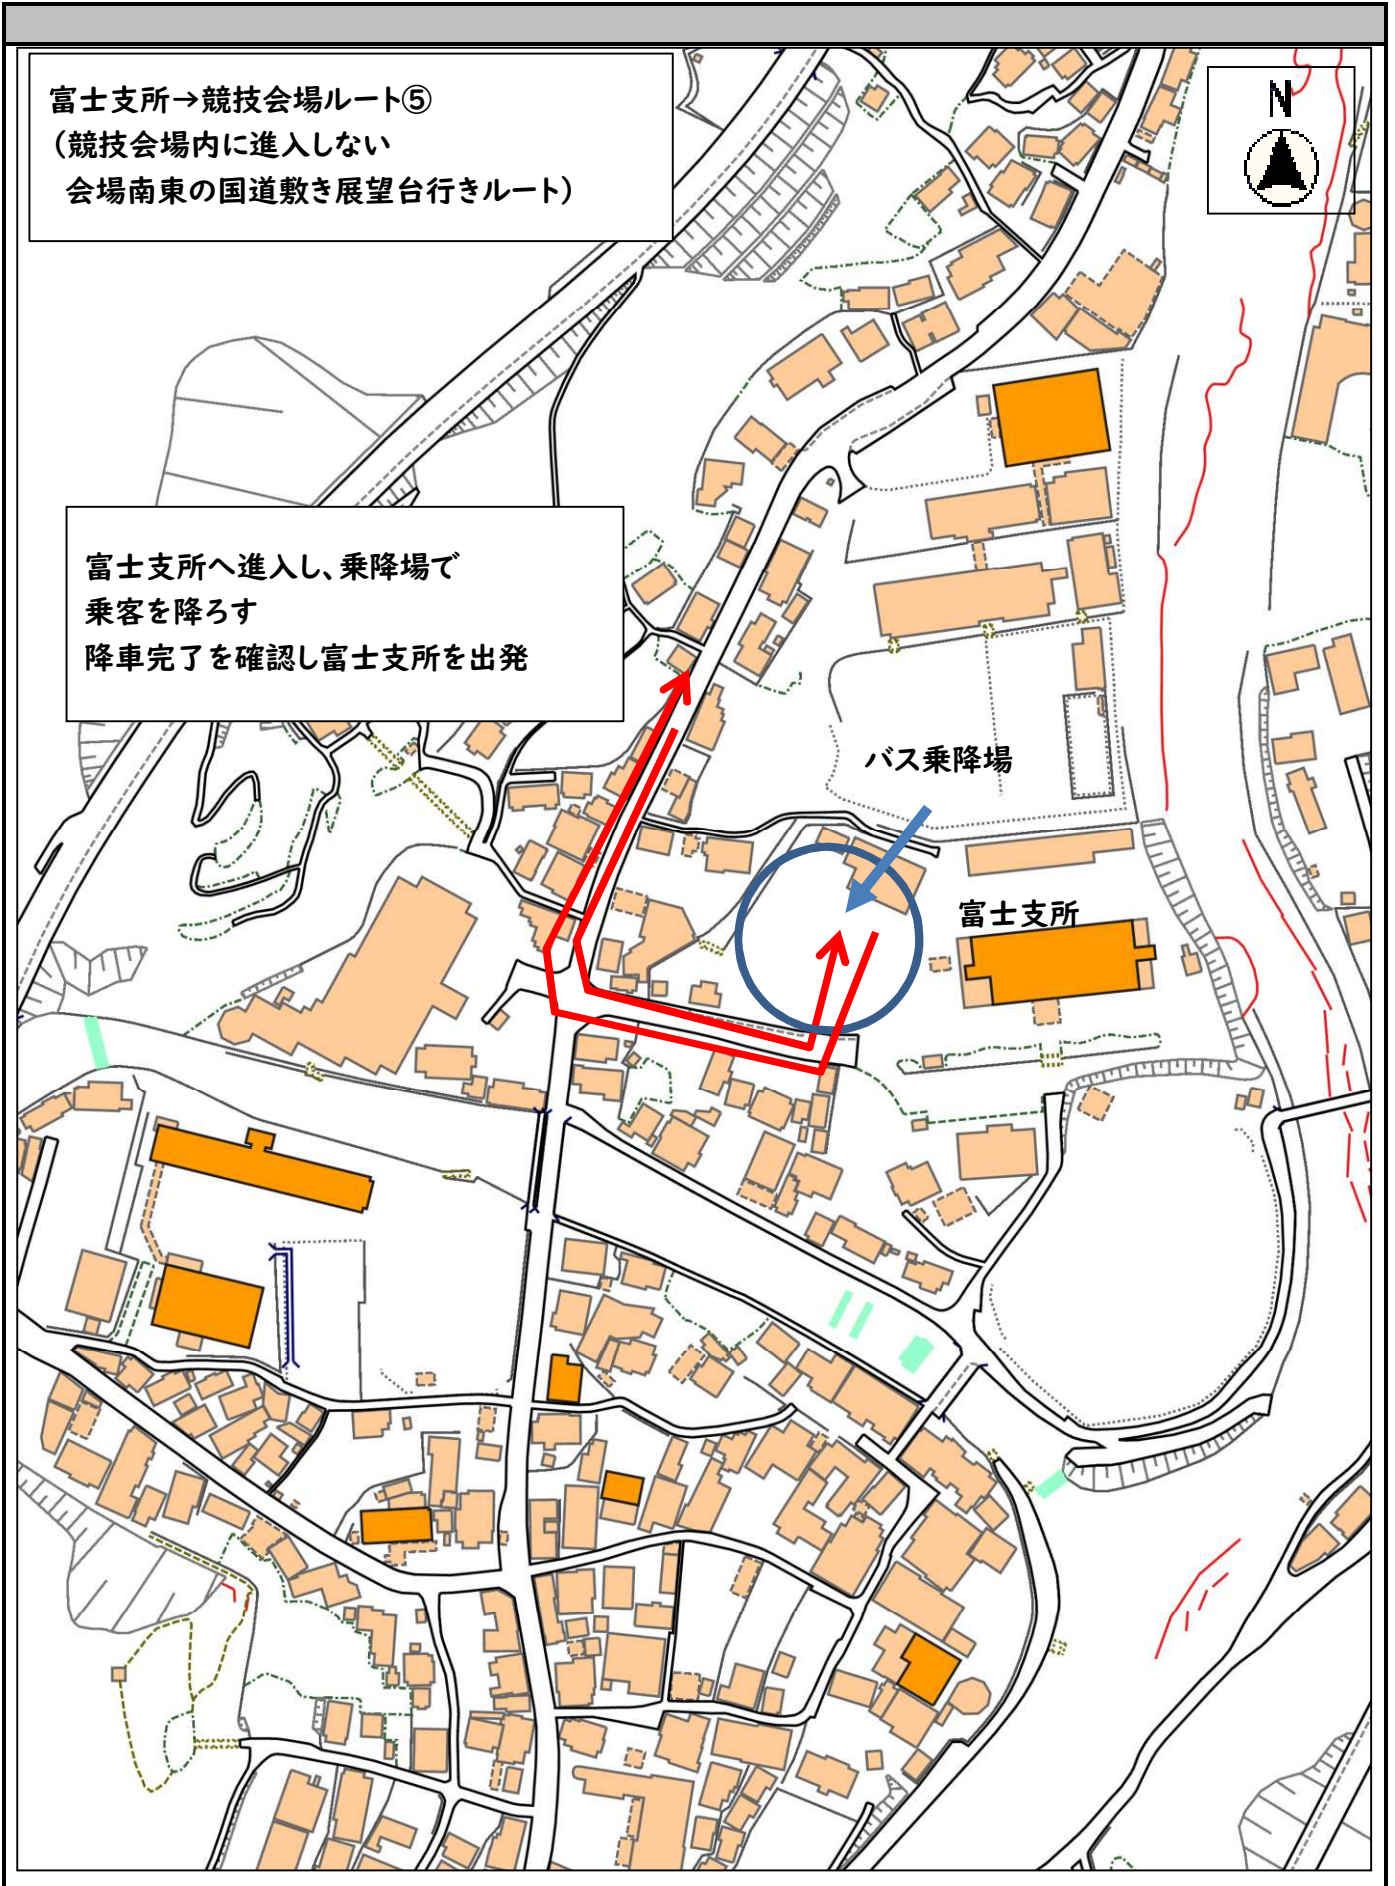 富士支所→競技会場ルート⑤
（競技会場内に進入しない
会場南東の国道敷き展望台行きルート）
N
富士支所へ進入し、乗降場で
乗客を降ろす
降車完了を確認し富士支所を出発
バス乗降場
富士支所